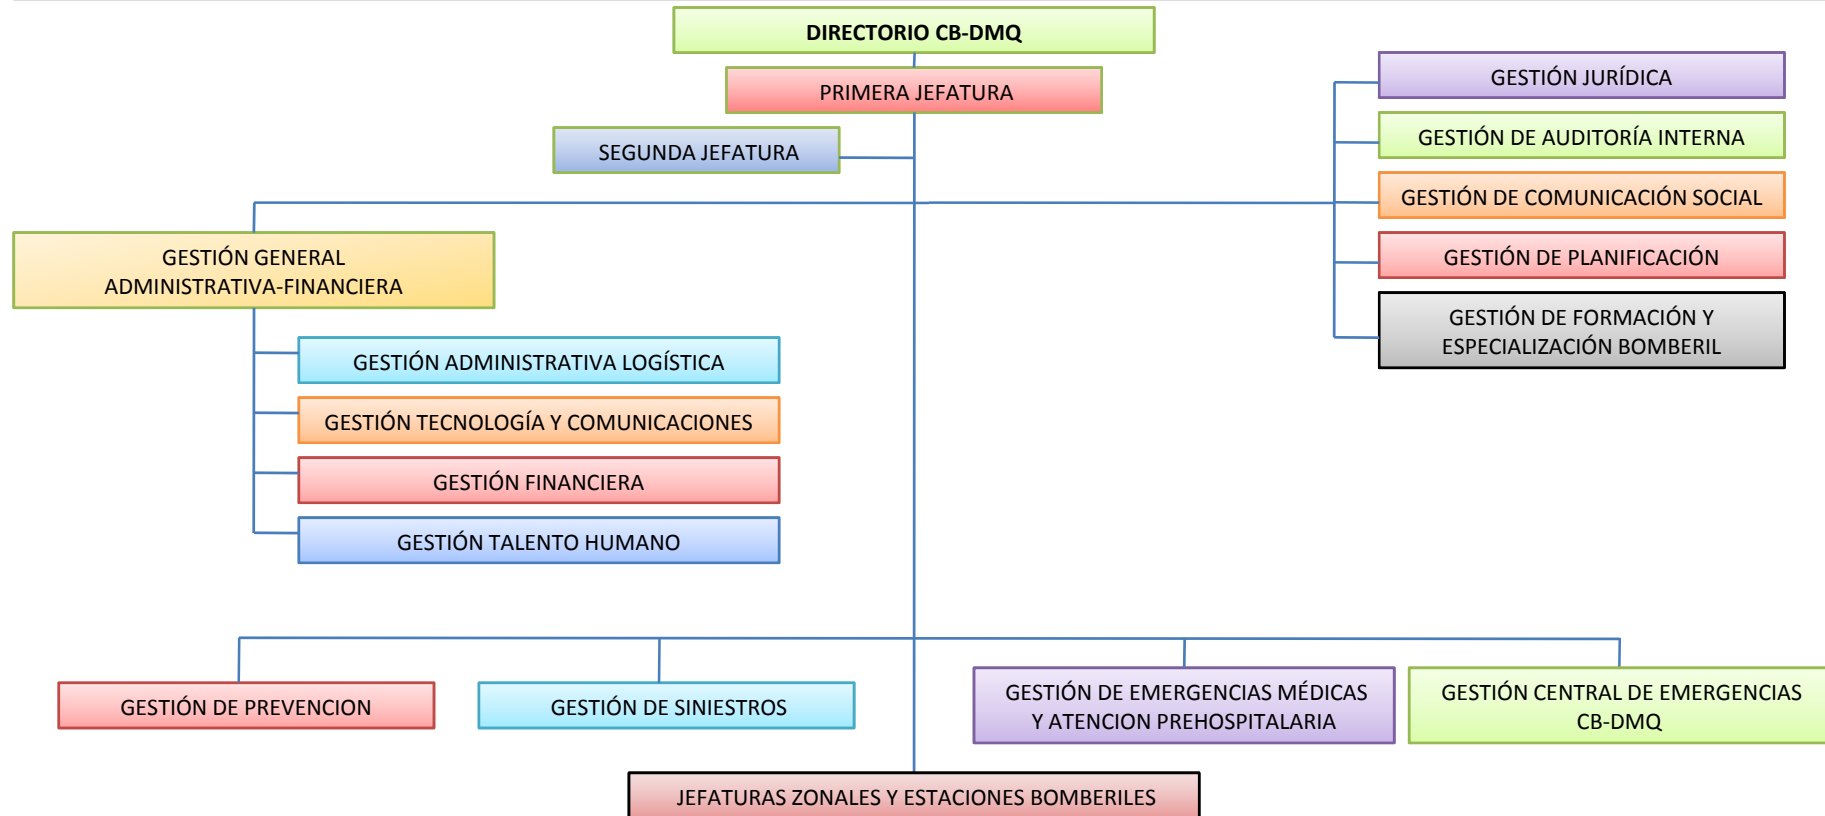 DIRECTORIO CB-DMQ
PRIMERA JEFATURA
SEGUNDA JEFATURA
GESTIÓN JURÍDICA
GESTIÓN DE AUDITORÍA INTERNA
GESTIÓN DE COMUNICACIÓN SOCIAL
GESTIÓN DE PLANIFICACIÓN
GESTIÓN DE FORMACIÓN Y
ESPECIALIZACIÓN BOMBERIL
GESTIÓN GENERAL
ADMINISTRATIVA-FINANCIERA
GESTIÓN ADMINISTRATIVA LOGÍSTICA
GESTIÓN TECNOLOGÍA Y COMUNICACIONES
GESTIÓN FINANCIERA
GESTIÓN TALENTO HUMANO
GESTIÓN DE PREVENCION
GESTIÓN DE SINIESTROS
GESTIÓN DE EMERGENCIAS MÉDICAS
Y ATENCION PREHOSPITALARIA
GESTIÓN CENTRAL DE EMERGENCIAS
CB-DMQ
JEFATURAS ZONALES Y ESTACIONES BOMBERILES